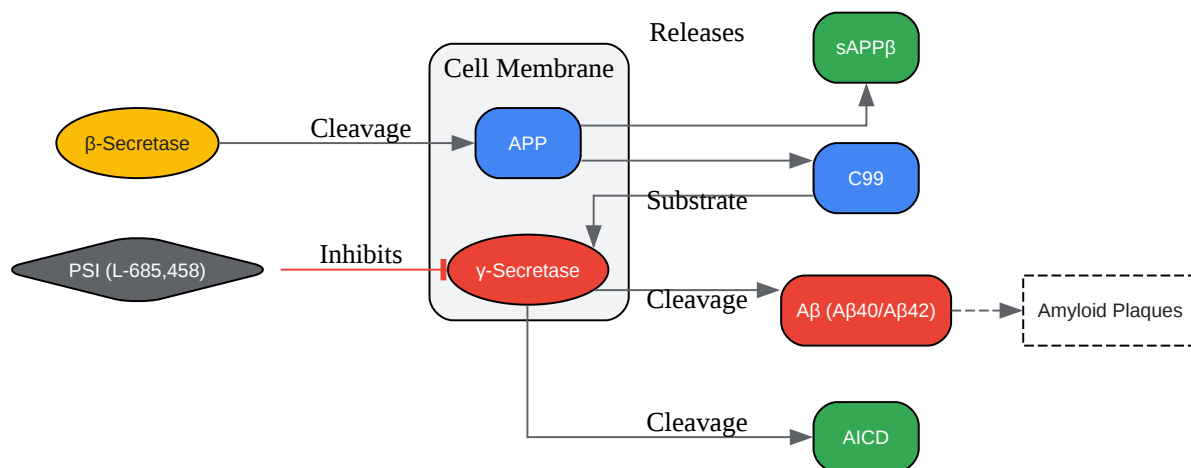 Releases
sAPPβ
Cell Membrane
β-Secretase
Cleavage
APP
C99
Substrate
PSI (L-685,458)
Inhibits
γ-Secretase
Cleavage
Aβ (Aβ40/Aβ42)
Amyloid Plaques
Cleavage
AICD